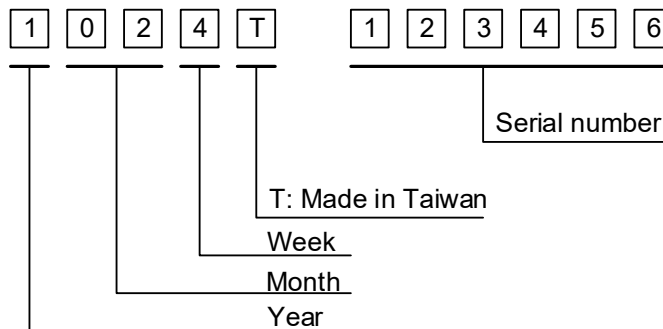 1 0 2 4 T 1 2 3 4 5 6
Serial number
T: Made in Taiwan
Week
Month
Year